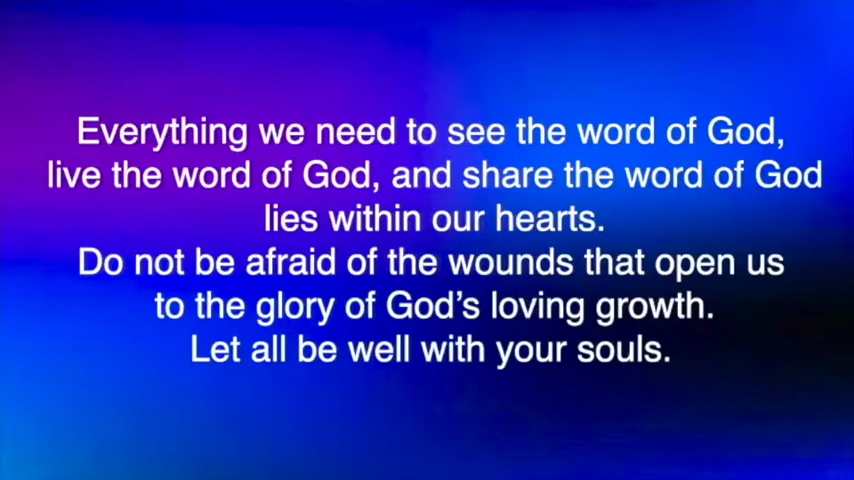 Everything we need to see the word of God,
live the word of God, and share the word of God
lies within our hearts.
Do not be afraid of the wounds that open us
to the glory of God’s loving growth.
Let all be well with your souls.